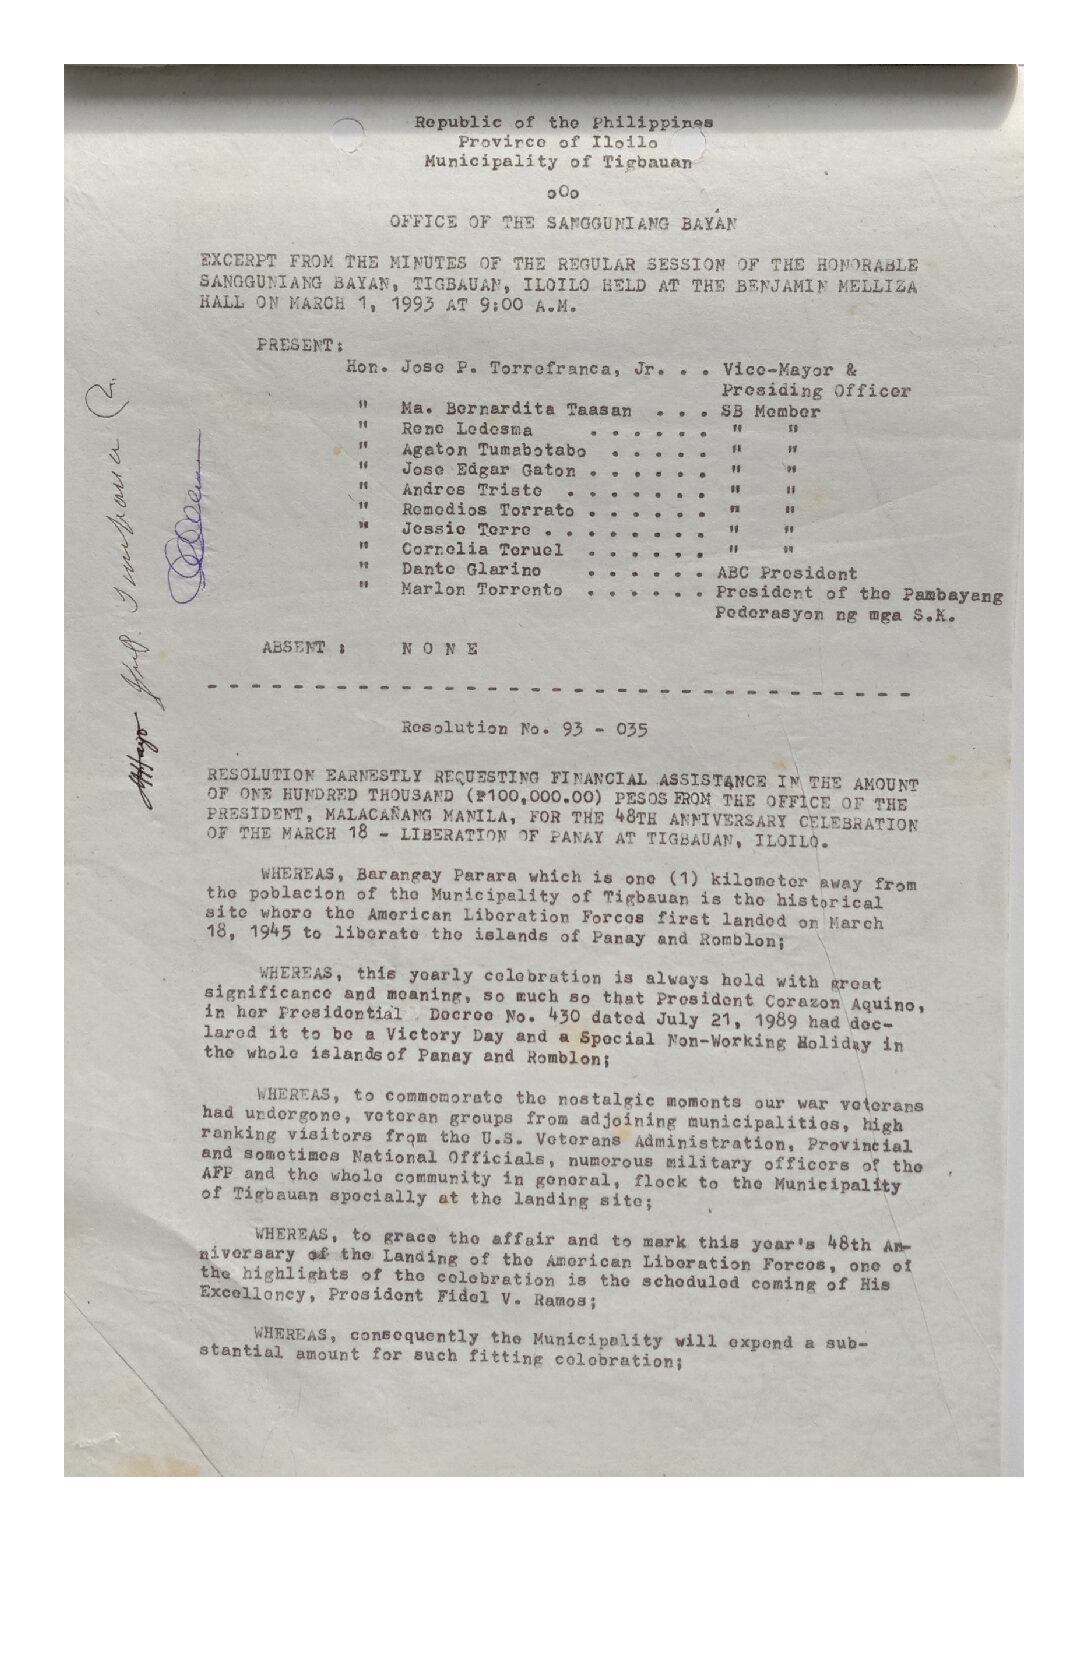 Republic of the Philippines
Province of Iloilo
Municipality of Tigbauan
oOo
OFFICE OF THE SANGGUNIANG BAYAN
EXCERPT FROM THE MINUTES OF THE REGULAR SESSION OF THE HONORABLE
SANGGUNIANG BAYAN, TIGBAUAN, ILOILO HELD AT THE BENJAMIN MELLIZA
HALL ON MARCH 1, 1993 AT 9:00 A.M.
PRESENT:
Hon. Jose P. Torrefranca, Jr. . . Vice-Mayor &
Presiding Officer
" Ma. Bernardita Taasan . . . SB Member
" Rene Ledesma . . . . . . " "
" Agaton Tumabotabo . . . . . " "
" Jose Edgar Gaton . . . . . . " "
" Andres Triste . . . . . . . " "
" Remedios Torrato . . . . . . " "
" Jessie Terre . . . . . . . . " "
" Cornelia Teruel . . . . . . " "
" Dante Glarino . . . . . . ABC President
" Marlon Torrento . . . . . . President of the Pambayang
Pederasyon ng mga S.K.
ABSENT : N O N E
- - - - - - - - - - - - - - - - - - - - - - - - - - - - - - - - -
Resolution No. 93 - 035
RESOLUTION EARNESTLY REQUESTING FINANCIAL ASSISTANCE IN THE AMOUNT
OF ONE HUNDRED THOUSAND (₱100,000.00) PESOS FROM THE OFFICE OF THE
PRESIDENT, MALACAÑANG MANILA, FOR THE 48TH ANNIVERSARY CELEBRATION
OF THE MARCH 18 - LIBERATION OF PANAY AT TIGBAUAN, ILOILO.
WHEREAS, Barangay Parara which is one (1) kilometer away from
the poblacion of the Municipality of Tigbauan is the historical
site where the American Liberation Forces first landed on March
18, 1945 to liberate the islands of Panay and Romblon;
WHEREAS, this yearly celebration is always held with great
significance and meaning, so much so that President Corazon Aquino,
in her Presidential Decree No. 430 dated July 21, 1989 had dec-
lared it to be a Victory Day and a Special Non-Working Holiday in
the whole islands of Panay and Romblon;
WHEREAS, to commemorate the nostalgic moments our war veterans
had undergone, veteran groups from adjoining municipalities, high
ranking visitors from the U.S. Veterans Administration, Provincial
and sometimes National Officials, numerous military officers of the
AFP and the whole community in general, flock to the Municipality
of Tigbauan specially at the landing site;
WHEREAS, to grace the affair and to mark this year's 48th An-
niversary of the Landing of the American Liberation Forces, one of
the highlights of the celebration is the scheduled coming of His
Excellency, President Fidel V. Ramos;
WHEREAS, consequently the Municipality will expend a sub-
stantial amount for such fitting celebration;